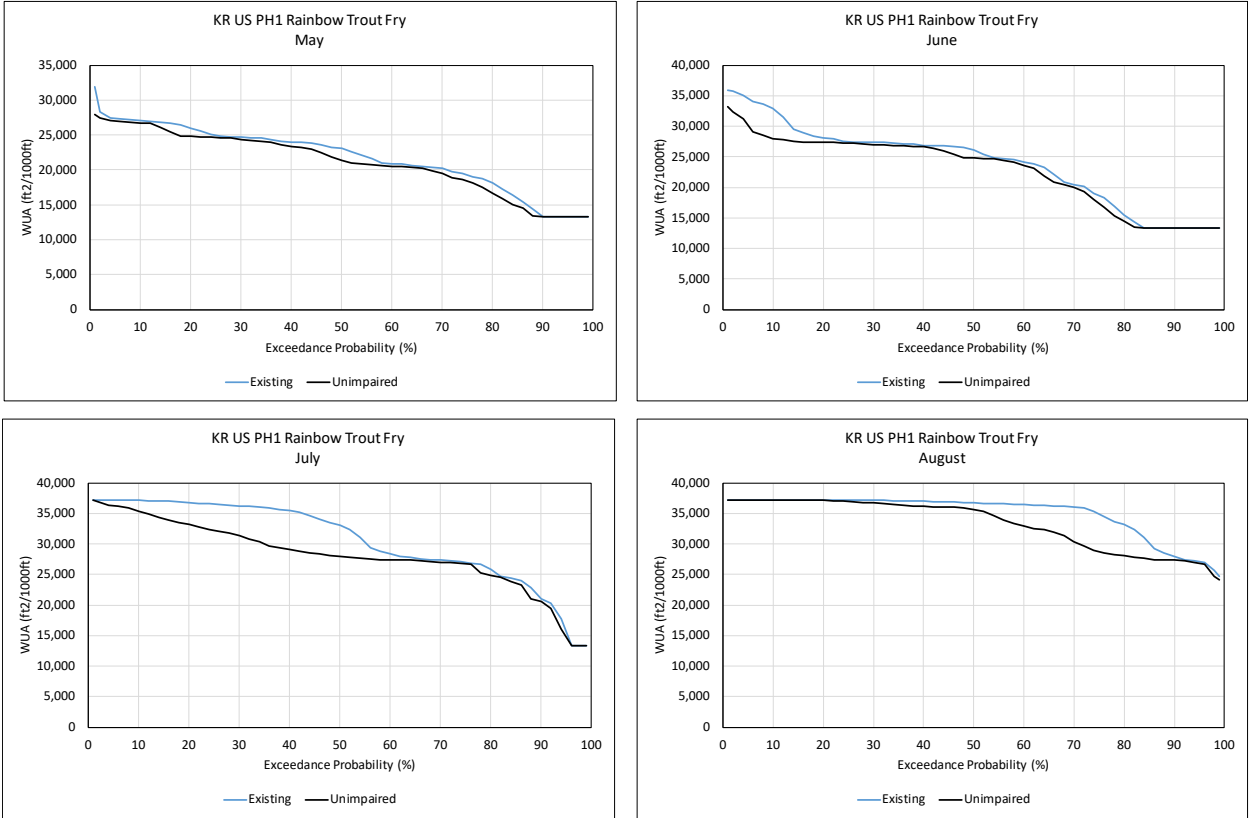 KR US PH1 Rainbow Trout Fry
May
35,000
30,000
25,000
20,000
15,000
10,000
5,000
0
WUA (ft2/1000ft)
0 10 20 30 40 50 60 70 80 90 100
Exceedance Probability (%)
Existing Unimpaired
KR US PH1 Rainbow Trout Fry
June
40,000
35,000
30,000
25,000
20,000
15,000
10,000
5,000
0
WUA (ft2/1000ft)
0 10 20 30 40 50 60 70 80 90 100
Exceedance Probability (%)
Existing Unimpaired
KR US PH1 Rainbow Trout Fry
July
40,000
35,000
30,000
25,000
20,000
15,000
10,000
5,000
0
WUA (ft2/1000ft)
0 10 20 30 40 50 60 70 80 90 100
Exceedance Probability (%)
Existing Unimpaired
KR US PH1 Rainbow Trout Fry
August
40,000
35,000
30,000
25,000
20,000
15,000
10,000
5,000
0
WUA (ft2/1000ft)
0 10 20 30 40 50 60 70 80 90 100
Exceedance Probability (%)
Existing Unimpaired